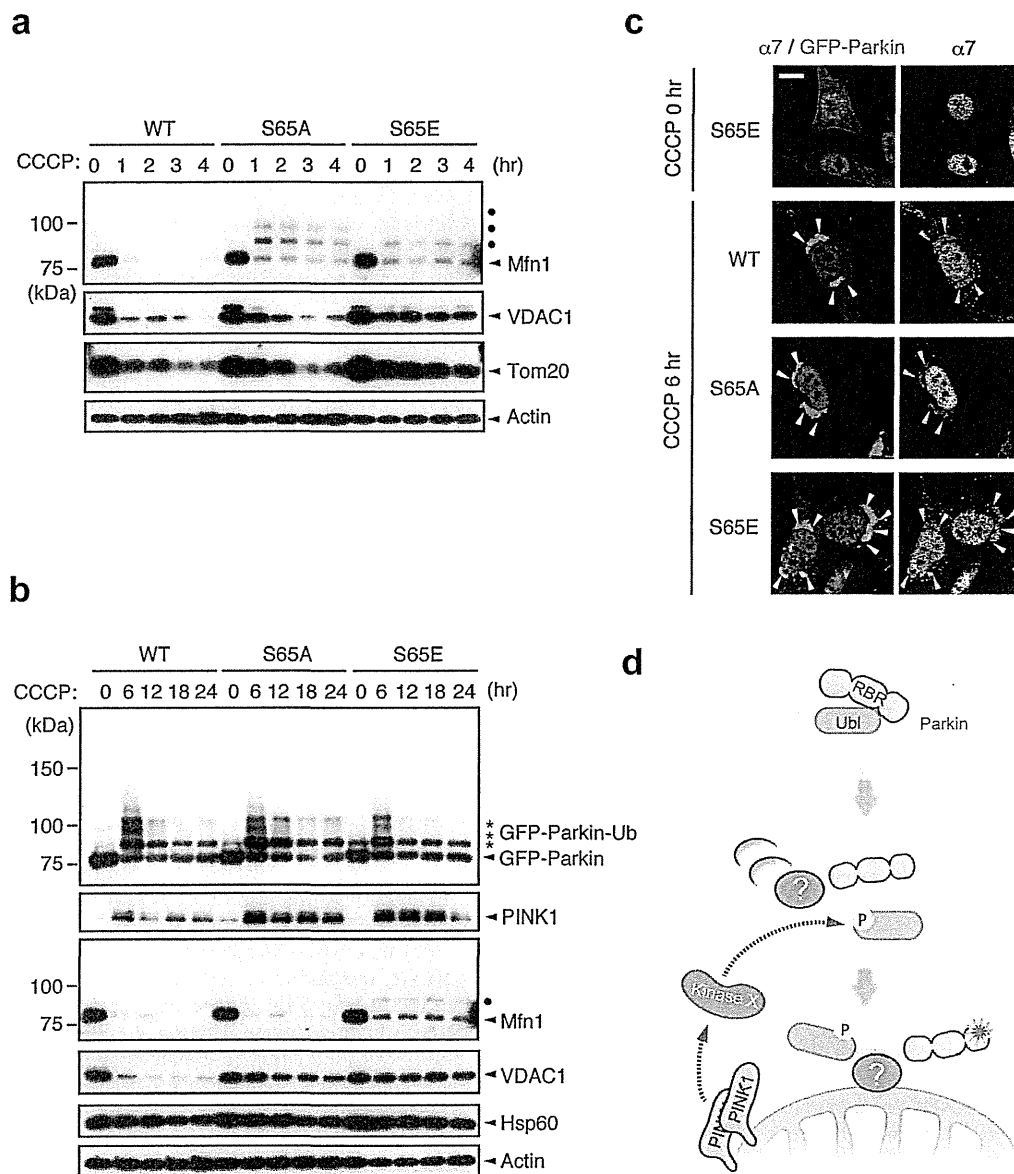 a
WT S65A S65E
CCCP: 0 1 2 3 4 0 1 2 3 4 0 1 2 3 4 (hr)
100
75
(kDa)
Mfn1
VDAC1
Tom20
Actin
b
WT S65A S65E
CCCP: 0 6 12 18 24 0 6 12 18 24 0 6 12 18 24 (hr)
(kDa)
150
100
75
* * * GFP-Parkin-Ub
GFP-Parkin
PINK1
100
75
Mfn1
VDAC1
Hsp60
Actin
c
α7 / GFP-Parkin α7
CCCP 0 hr
S65E
CCCP 6 hr
WT
S65A
S65E
d
RBR
Ubl Parkin
?
P
Kinase X
P
?
PINK1